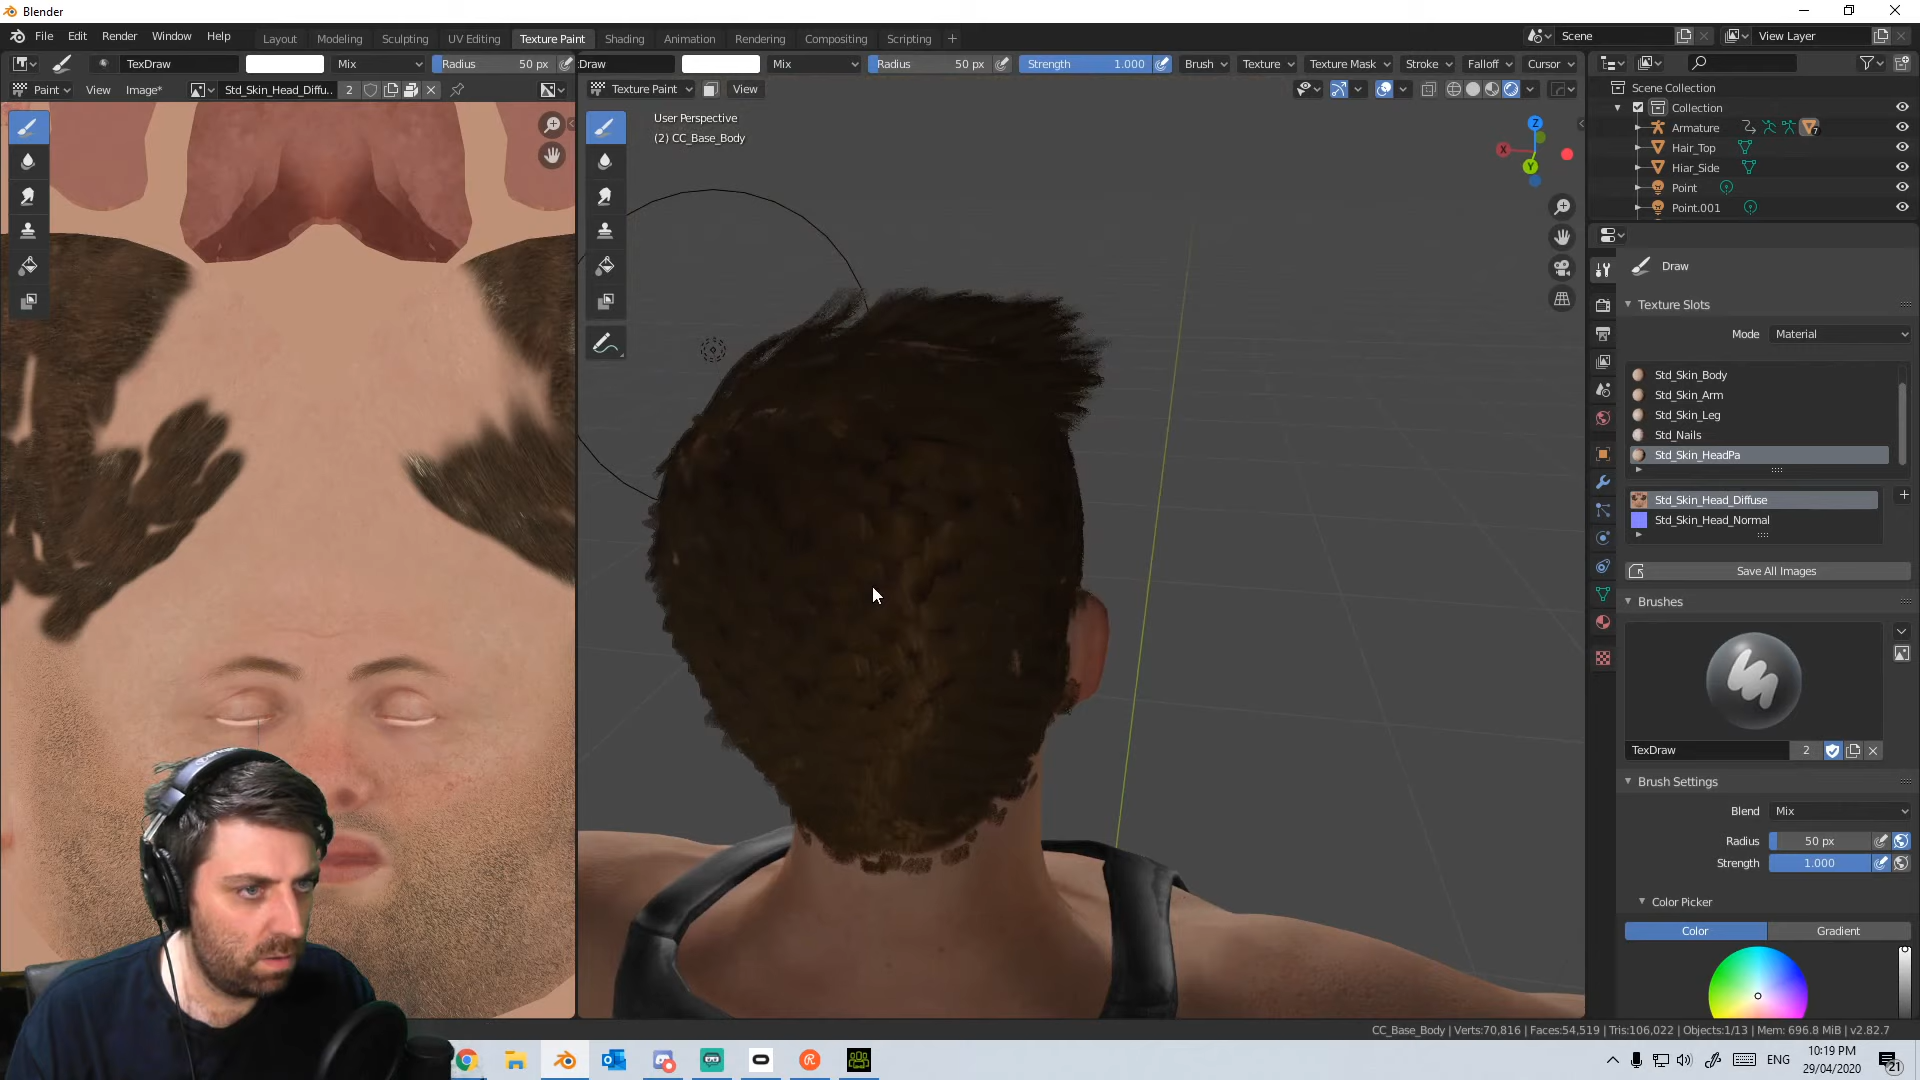 Blender
File Edit Render Window Help
Layout Modeling Sculpting UV Editing Texture Paint Shading Animation Rendering Compositing Scripting +
Scene
View Layer
TexDraw Mix Radius 50 px
Draw Mix Radius 50 px Strength 1.000 Brush Texture Texture Mask Stroke Falloff Cursor
Paint View Image* Std_Skin_Head_Diffu.. 2
Texture Paint View
User Perspective
(2) CC_Base_Body
Z
X
Y
Scene Collection
Collection
Armature 7
Hair_Top
Hiar_Side
Point
Point.001
Draw
Texture Slots
Mode Material
Std_Skin_Body
Std_Skin_Arm
Std_Skin_Leg
Std_Nails
Std_Skin_HeadPa
Std_Skin_Head_Diffuse
Std_Skin_Head_Normal
Save All Images
Brushes
TexDraw 2
Brush Settings
Blend Mix
Radius 50 px
Strength 1.000
Color Picker
Color Gradient
CC_Base_Body | Verts:70,816 | Faces:54,519 | Tris:106,022 | Objects:1/13 | Mem: 696.8 MiB | v2.82.7
ENG
10:19 PM
29/04/2020
21